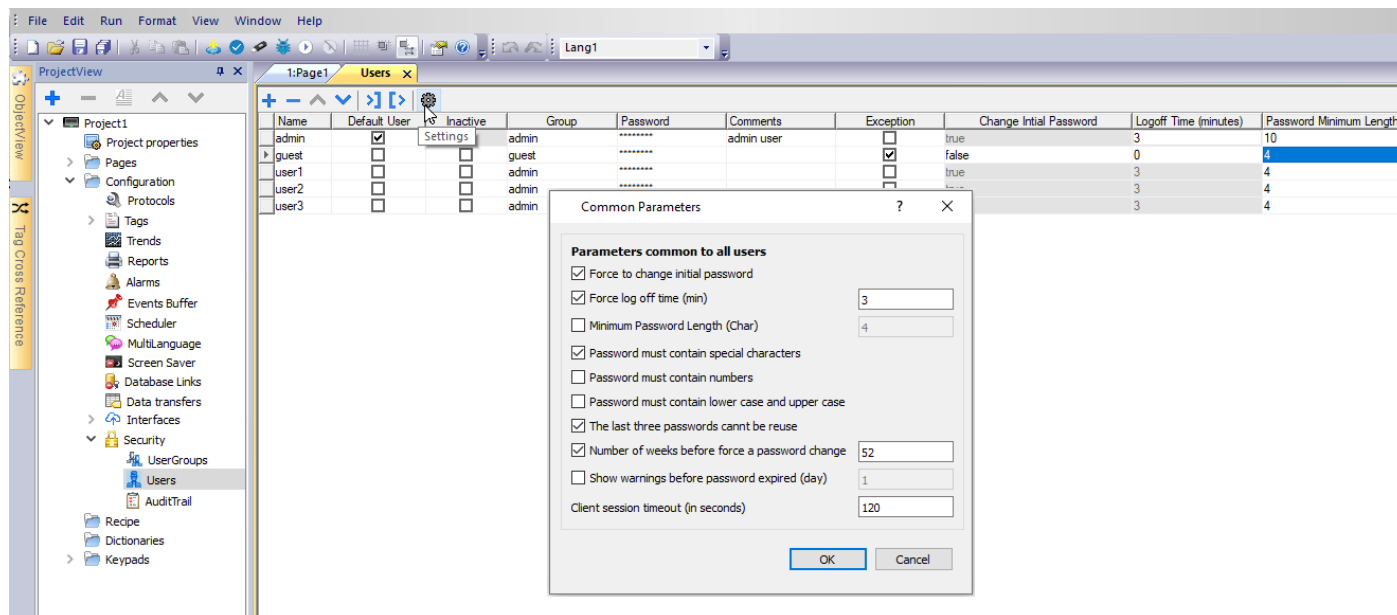 File Edit Run Format View Window Help
Lang1
ProjectView
1:Page1 Users
ObjectView
Tag Cross Reference
Project1
Project properties
Pages
Configuration
Protocols
Tags
Trends
Reports
Alarms
Events Buffer
Scheduler
MultiLanguage
Screen Saver
Database Links
Data transfers
Interfaces
Security
UserGroups
Users
AuditTrail
Recipe
Dictionaries
Keypads
Name Default User Inactive Group Password Comments Exception Change Intial Password Logoff Time (minutes) Password Minimum Length
Settings
admin admin ******** admin user true 3 10
guest guest ******** false 0 4
user1 admin ******** true 3 4
user2 admin ******** 3 4
user3 admin 3 4
Common Parameters ?
Parameters common to all users
Force to change initial password
Force log off time (min) 3
Minimum Password Length (Char) 4
Password must contain special characters
Password must contain numbers
Password must contain lower case and upper case
The last three passwords cannt be reuse
Number of weeks before force a password change 52
Show warnings before password expired (day) 1
Client session timeout (in seconds) 120
OK Cancel